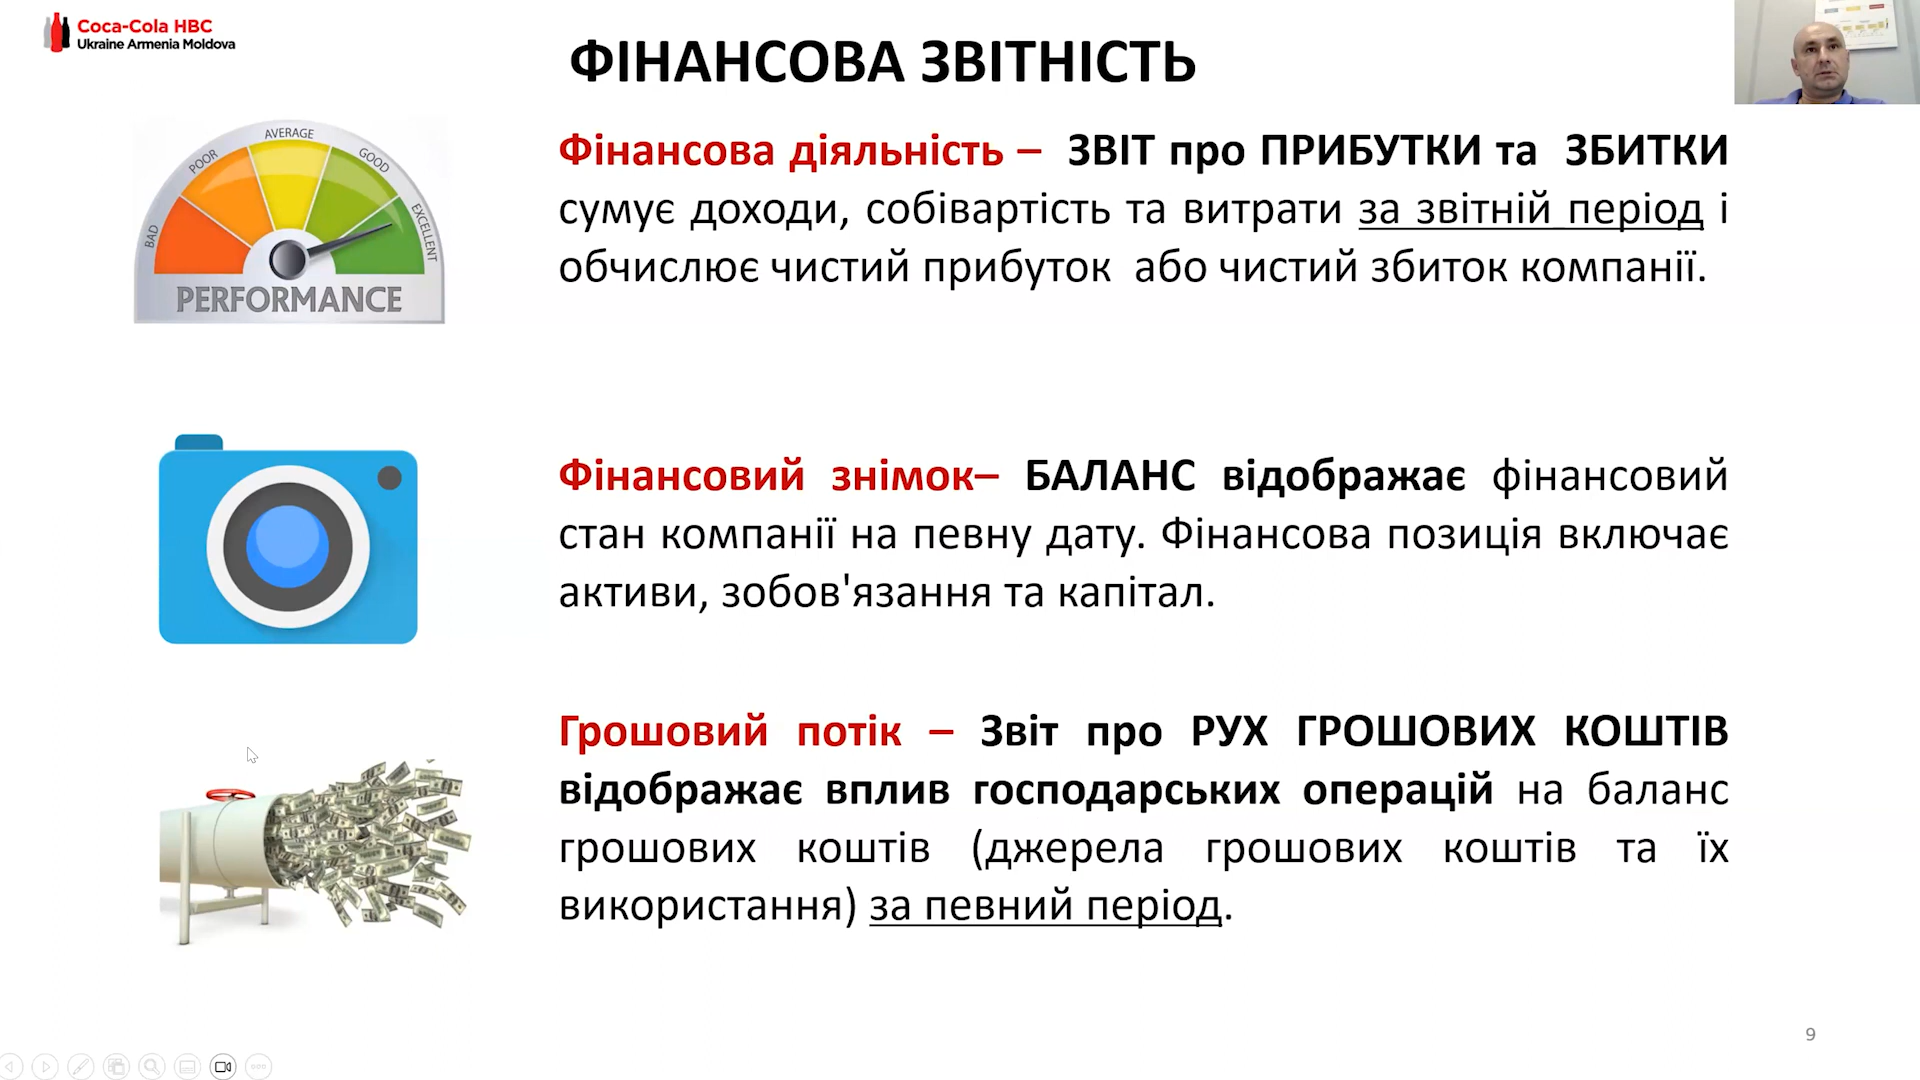 Coca-Cola HBC
Ukraine Armenia Moldova
ФІНАНСОВА ЗВІТНІСТЬ
BAD
POOR
AVERAGE
GOOD
EXCELLENT
PERFORMANCE
Фінансова діяльність – ЗВІТ про ПРИБУТКИ та ЗБИТКИ
сумує доходи, собівартість та витрати за звітній період і
обчислює чистий прибуток або чистий збиток компанії.
Фінансовий знімок– БАЛАНС відображає фінансовий
стан компанії на певну дату. Фінансова позиція включає
активи, зобов'язання та капітал.
Грошовий потік – Звіт про РУХ ГРОШОВИХ КОШТІВ
відображає вплив господарських операцій на баланс
грошових коштів (джерела грошових коштів та їх
використання) за певний період.
9